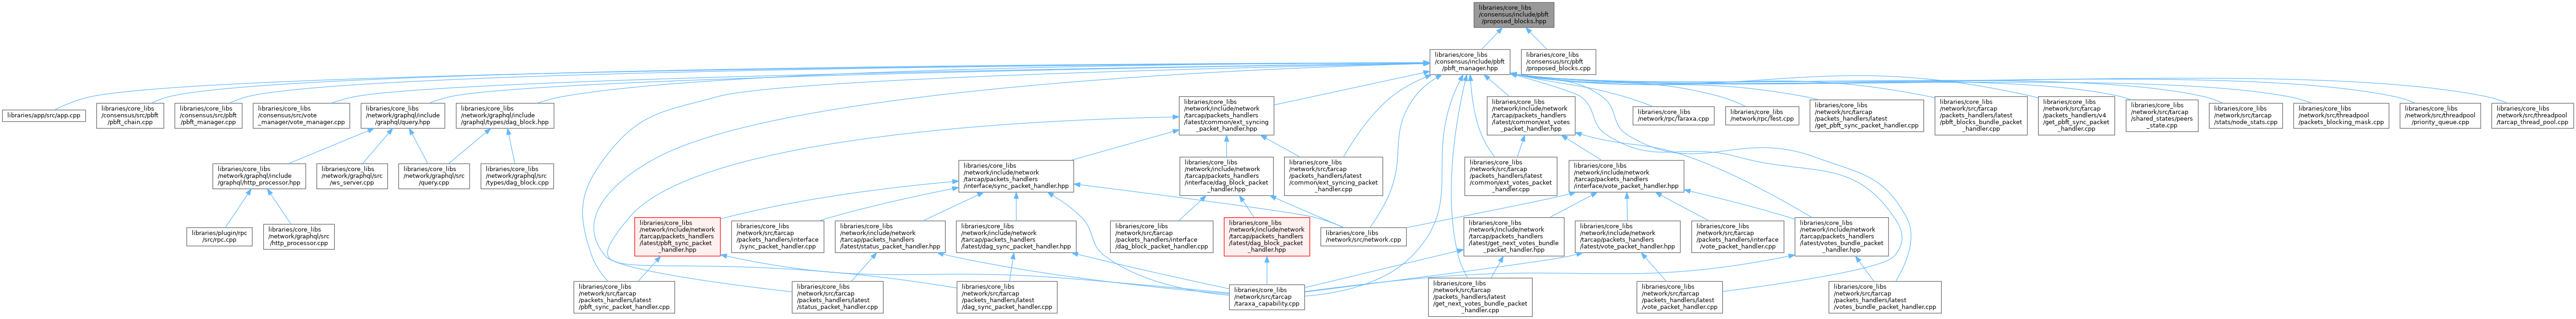 libraries/core_libs
/consensus/include/pbft
/proposed_blocks.hpp
libraries/core_libs
/consensus/include/pbft
/pbft_manager.hpp
libraries/core_libs
/consensus/src/pbft
/proposed_blocks.cpp
libraries/app/src/app.cpp
libraries/core_libs
/consensus/src/pbft
/pbft_chain.cpp
libraries/core_libs
/consensus/src/pbft
/pbft_manager.cpp
libraries/core_libs
/consensus/src/vote
_manager/vote_manager.cpp
libraries/core_libs
/network/graphql/include
/graphql/query.hpp
libraries/core_libs
/network/graphql/include
/graphql/types/dag_block.hpp
libraries/core_libs
/network/include/network
/tarcap/packets_handlers
/latest/common/ext_syncing
_packet_handler.hpp
libraries/core_libs
/network/include/network
/tarcap/packets_handlers
/latest/common/ext_votes
_packet_handler.hpp
libraries/core_libs
/network/rpc/Taraxa.cpp
libraries/core_libs
/network/rpc/Test.cpp
libraries/core_libs
/network/src/tarcap
/packets_handlers/latest
/get_pbft_sync_packet
_handler.cpp
libraries/core_libs
/network/src/tarcap
/packets_handlers/latest
/pbft_blocks_bundle_packet
_handler.cpp
libraries/core_libs
/network/src/tarcap
/packets_handlers/v4
/get_pbft_sync_packet
_handler.cpp
libraries/core_libs
/network/src/tarcap
/shared_states/peers
_state.cpp
libraries/core_libs
/network/src/tarcap
/stats/node_stats.cpp
libraries/core_libs
/network/src/threadpool
/packets_blocking_mask.cpp
libraries/core_libs
/network/src/threadpool
/priority_queue.cpp
libraries/core_libs
/network/src/threadpool
/tarcap_thread_pool.cpp
libraries/core_libs
/network/graphql/include
/graphql/http_processor.hpp
libraries/core_libs
/network/graphql/src
/ws_server.cpp
libraries/core_libs
/network/graphql/src
/query.cpp
libraries/core_libs
/network/graphql/src
/types/dag_block.cpp
libraries/core_libs
/network/include/network
/tarcap/packets_handlers
/interface/sync_packet_handler.hpp
libraries/core_libs
/network/include/network
/tarcap/packets_handlers
/interface/dag_block_packet
_handler.hpp
libraries/core_libs
/network/src/tarcap
/packets_handlers/latest
/common/ext_syncing_packet
_handler.cpp
libraries/core_libs
/network/src/tarcap
/packets_handlers/latest
/common/ext_votes_packet
_handler.cpp
libraries/core_libs
/network/include/network
/tarcap/packets_handlers
/interface/vote_packet_handler.hpp
libraries/plugin/rpc
/src/rpc.cpp
libraries/core_libs
/network/graphql/src
/http_processor.cpp
libraries/core_libs
/network/include/network
/tarcap/packets_handlers
/latest/pbft_sync_packet
_handler.hpp
libraries/core_libs
/network/src/tarcap
/packets_handlers/interface
/sync_packet_handler.cpp
libraries/core_libs
/network/include/network
/tarcap/packets_handlers
/latest/status_packet_handler.hpp
libraries/core_libs
/network/include/network
/tarcap/packets_handlers
/latest/dag_sync_packet_handler.hpp
libraries/core_libs
/network/src/tarcap
/packets_handlers/interface
/dag_block_packet_handler.cpp
libraries/core_libs
/network/include/network
/tarcap/packets_handlers
/latest/dag_block_packet
_handler.hpp
libraries/core_libs
/network/src/network.cpp
libraries/core_libs
/network/include/network
/tarcap/packets_handlers
/latest/get_next_votes_bundle
_packet_handler.hpp
libraries/core_libs
/network/include/network
/tarcap/packets_handlers
/latest/vote_packet_handler.hpp
libraries/core_libs
/network/src/tarcap
/packets_handlers/interface
/vote_packet_handler.cpp
libraries/core_libs
/network/include/network
/tarcap/packets_handlers
/latest/votes_bundle_packet
_handler.hpp
libraries/core_libs
/network/src/tarcap
/packets_handlers/latest
/pbft_sync_packet_handler.cpp
libraries/core_libs
/network/src/tarcap
/packets_handlers/latest
/status_packet_handler.cpp
libraries/core_libs
/network/src/tarcap
/packets_handlers/latest
/dag_sync_packet_handler.cpp
libraries/core_libs
/network/src/tarcap
/taraxa_capability.cpp
libraries/core_libs
/network/src/tarcap
/packets_handlers/latest
/get_next_votes_bundle_packet
_handler.cpp
libraries/core_libs
/network/src/tarcap
/packets_handlers/latest
/vote_packet_handler.cpp
libraries/core_libs
/network/src/tarcap
/packets_handlers/latest
/votes_bundle_packet_handler.cpp